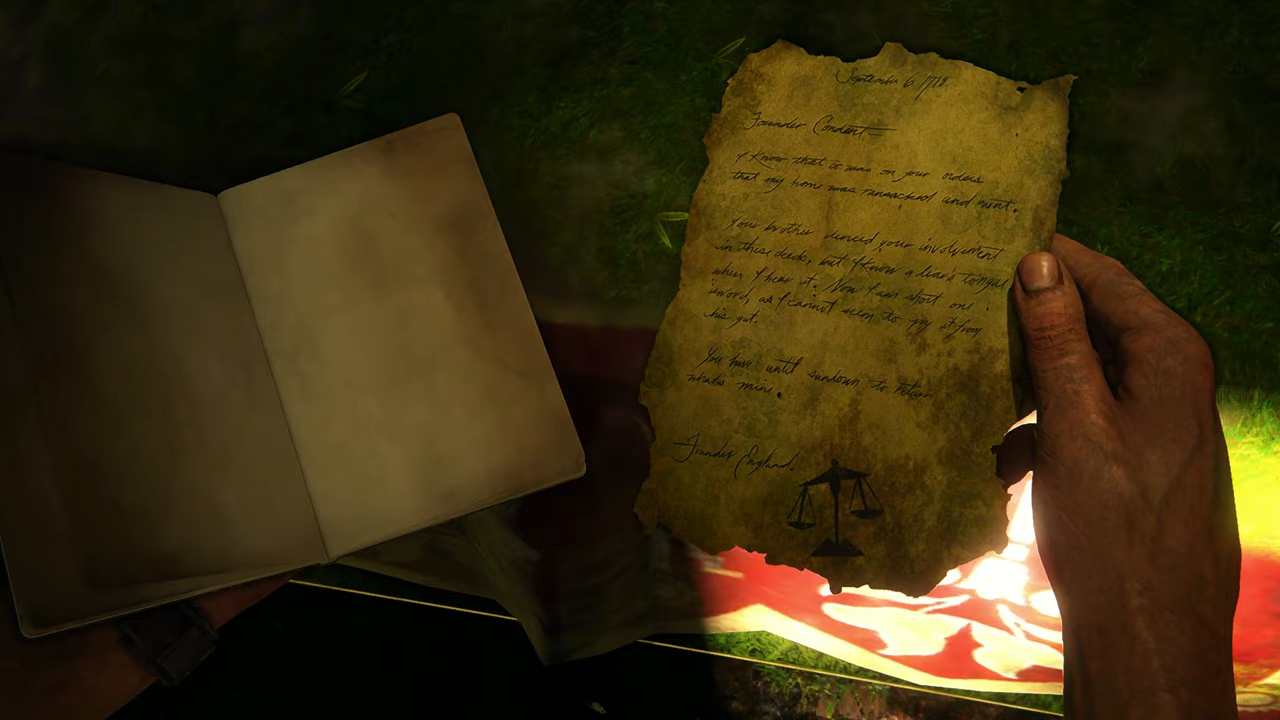 September 6, 1718
Founder Condent—
I know that it was on your orders
that my home was ransacked and burnt.
Your brother denied your involvement
in these deeds, but I know a liar's tongue
when I hear it. Now I am short one
sword, as I cannot seem to pry it from
his gut.
You have until sundown to return
what's mine.
Founder England.